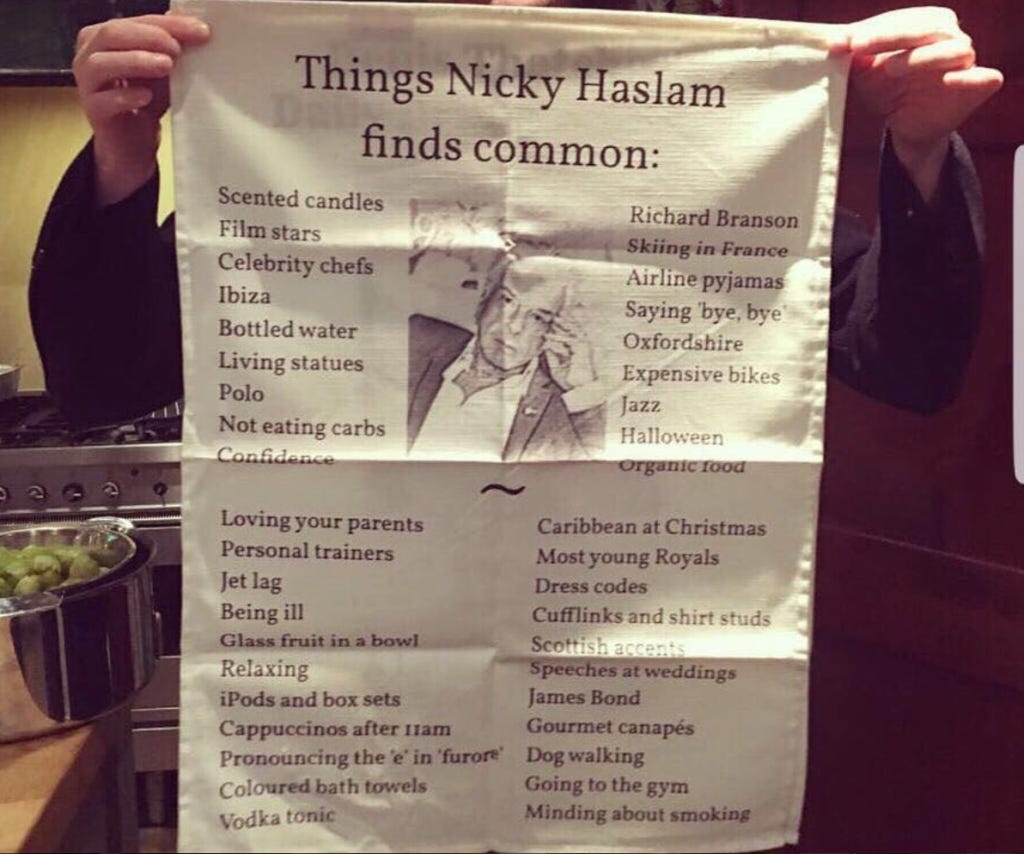 Things Nicky Haslam
finds common:
Scented candles
Film stars
Celebrity chefs
Ibiza
Bottled water
Living statues
Polo
Not eating carbs
Confidence
Richard Branson
Skiing in France
Airline pyjamas
Saying 'bye, bye'
Oxfordshire
Expensive bikes
Jazz
Halloween
Organic food
~
Loving your parents
Personal trainers
Jet lag
Being ill
Glass fruit in a bowl
Relaxing
iPods and box sets
Cappuccinos after 11am
Pronouncing the 'e' in 'furore'
Coloured bath towels
Vodka tonic
Caribbean at Christmas
Most young Royals
Dress codes
Cufflinks and shirt studs
Scottish accents
Speeches at weddings
James Bond
Gourmet canapés
Dog walking
Going to the gym
Minding about smoking